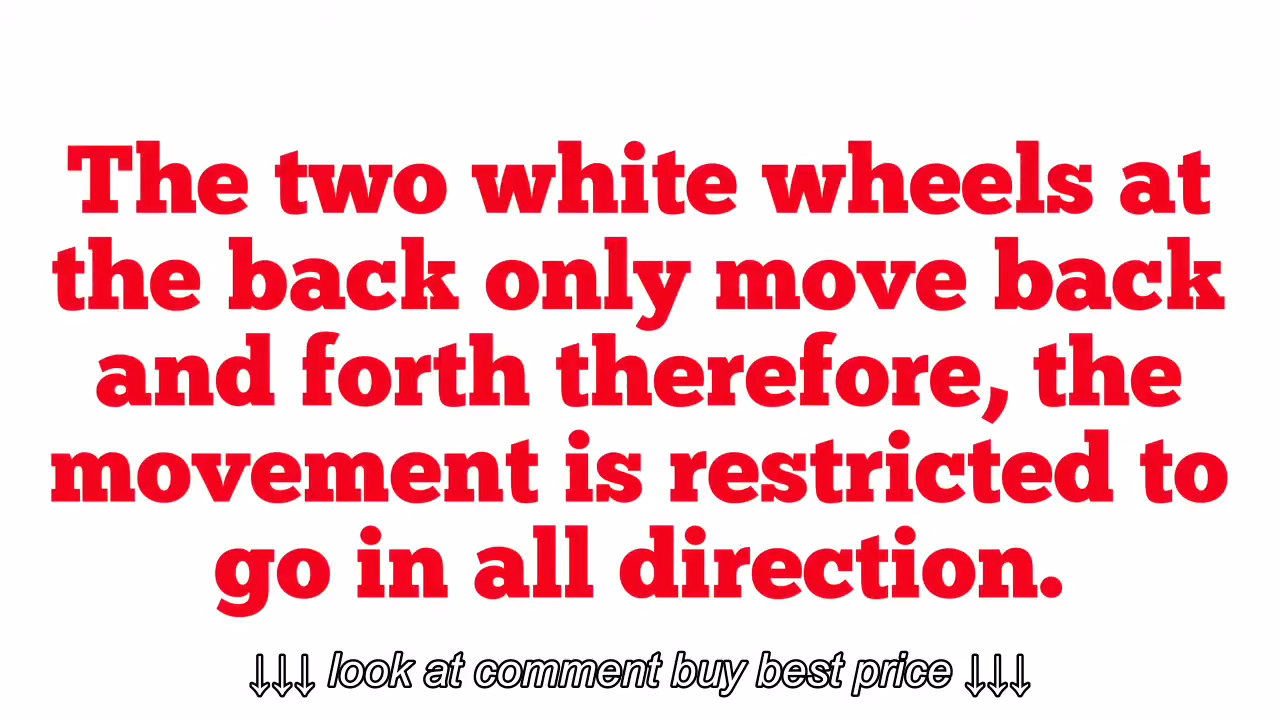 The two white wheels at
the back only move back
and forth therefore, the
movement is restricted to
go in all direction.
↓↓↓ look at comment buy best price ↓↓↓